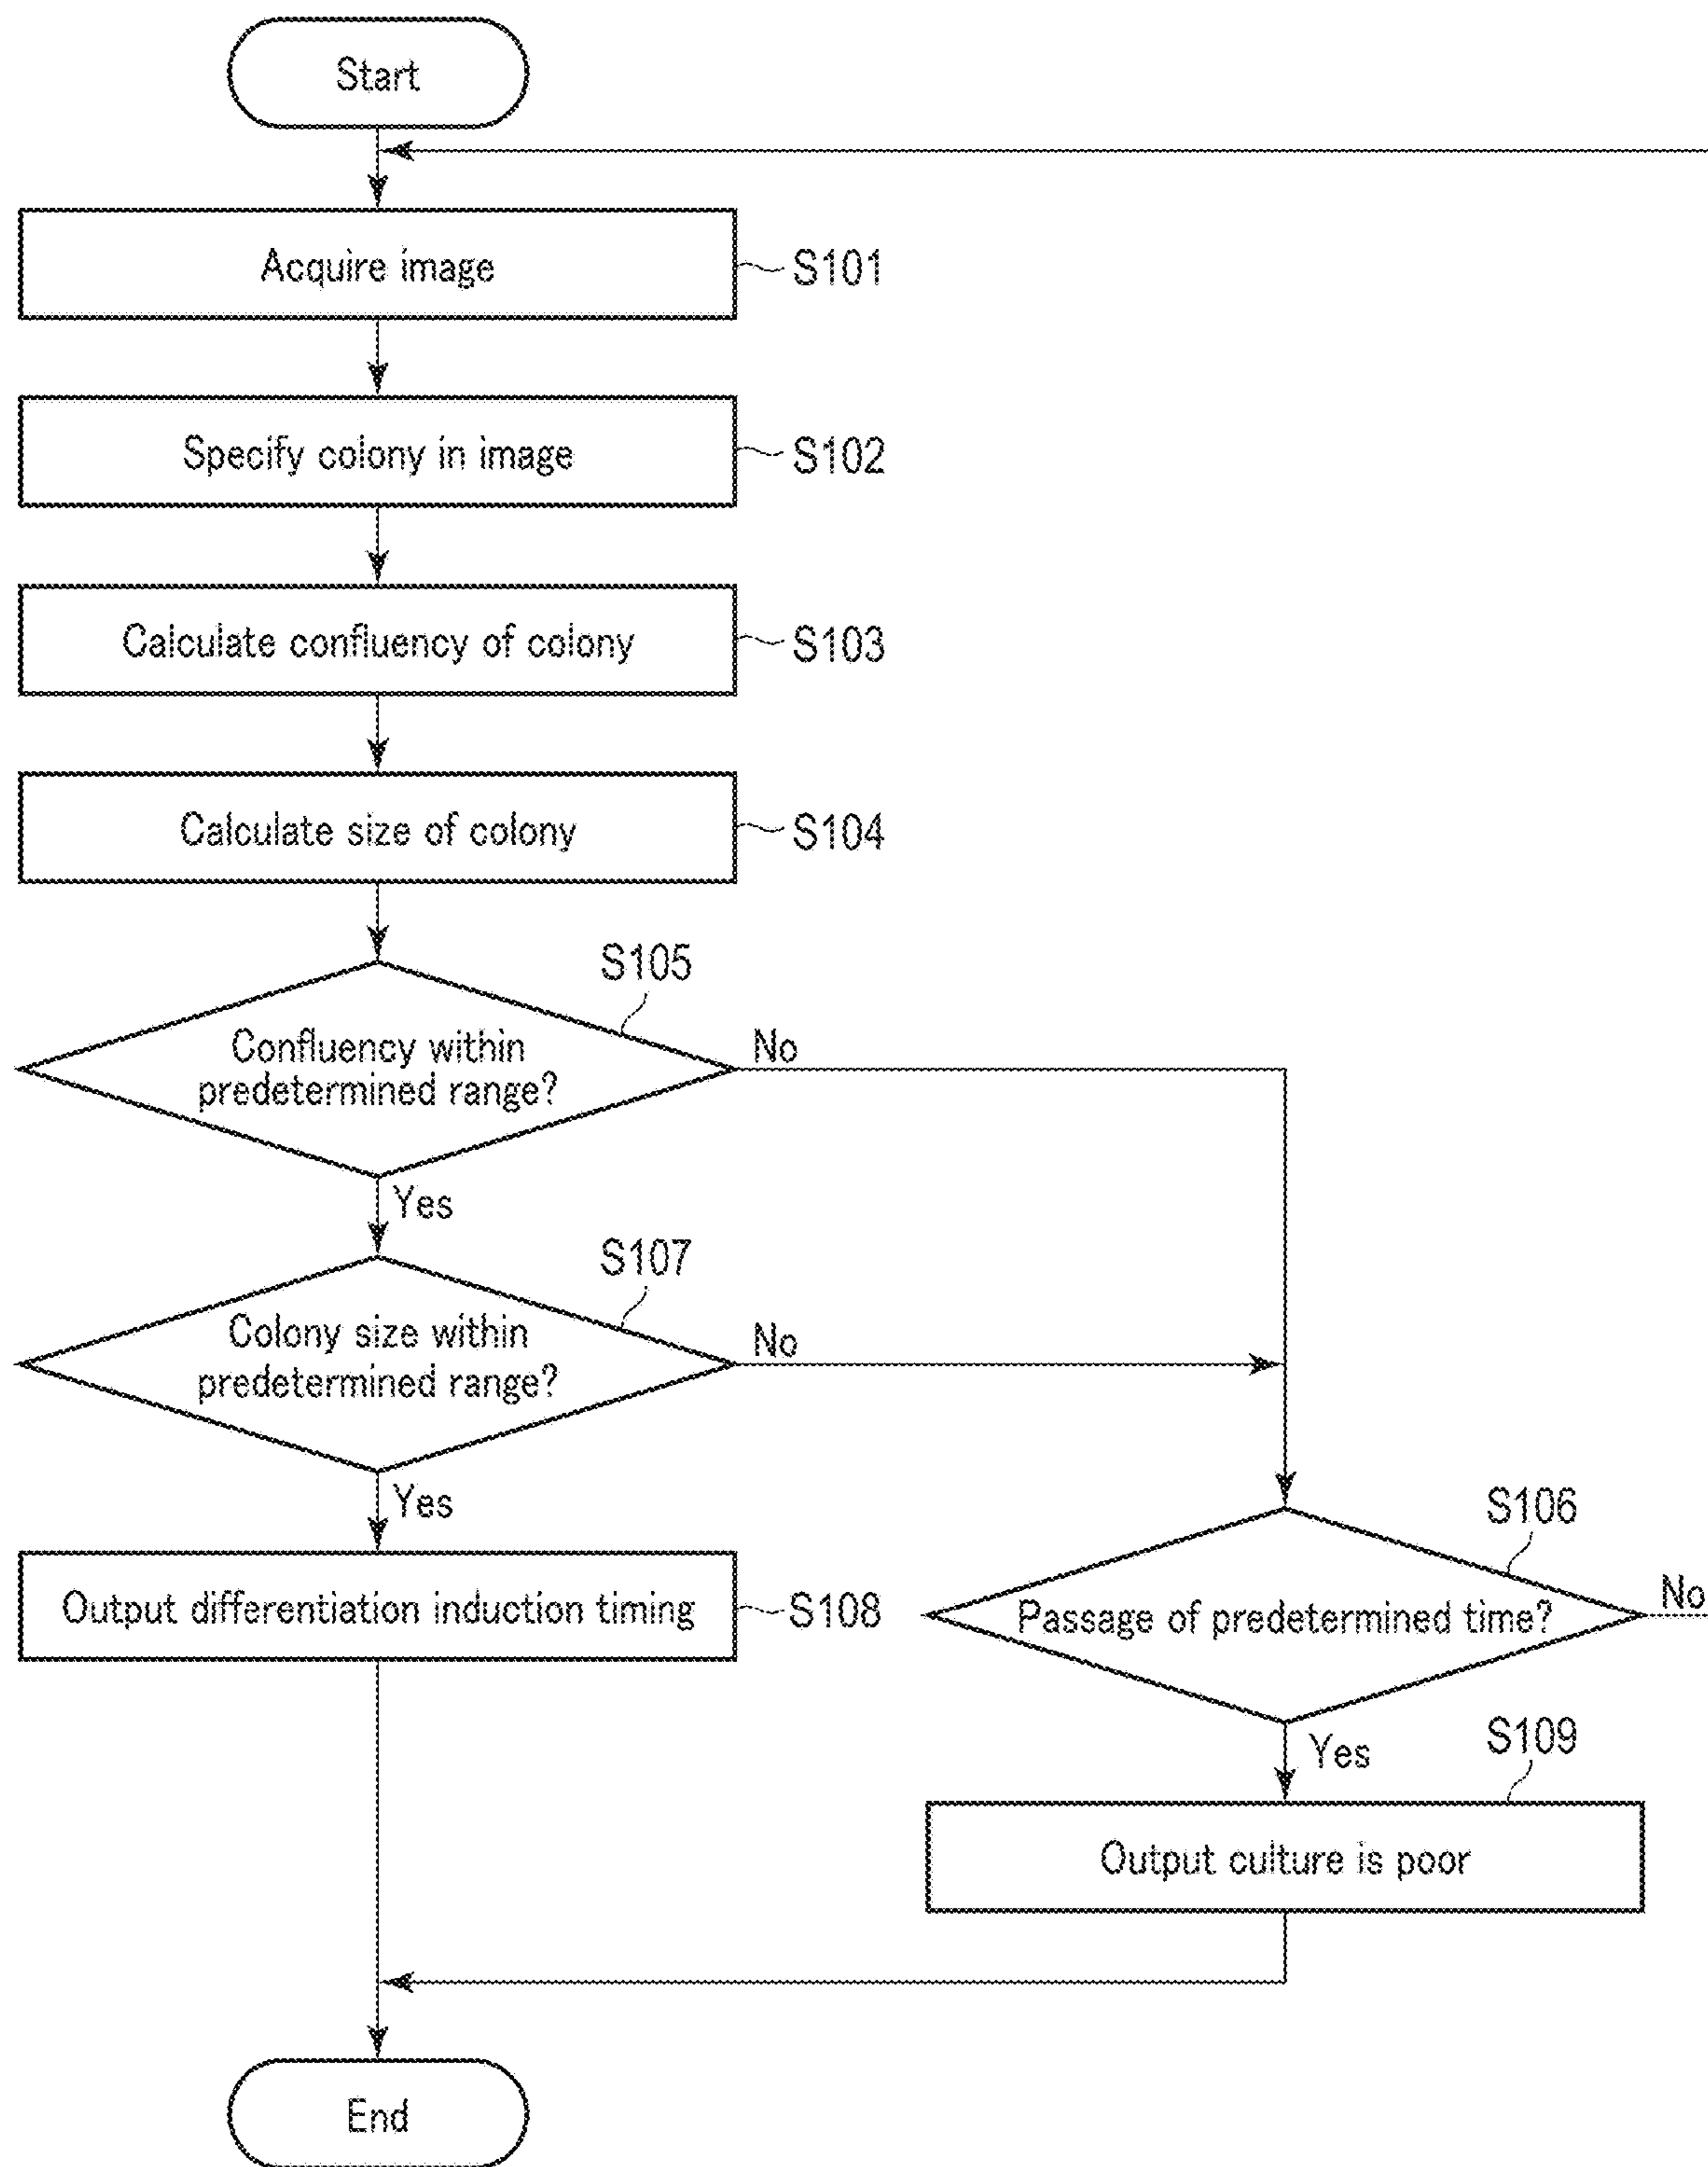 Start
Acquire image
S101
Specify colony in image
S102
Calculate confluency of colony
S103
Calculate size of colony
S104
S105
Confluency within
predetermined range?
No
Yes
S107
Colony size within
predetermined range?
No
Yes
Output differentiation induction timing
S108
S106
Passage of predetermined time?
No
Yes
S109
Output culture is poor
End